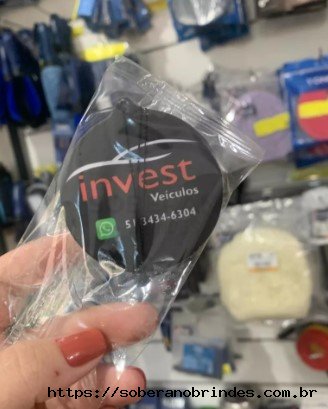 invest
Veículos
51 3434-6304
https://soberanobrindes.com.br